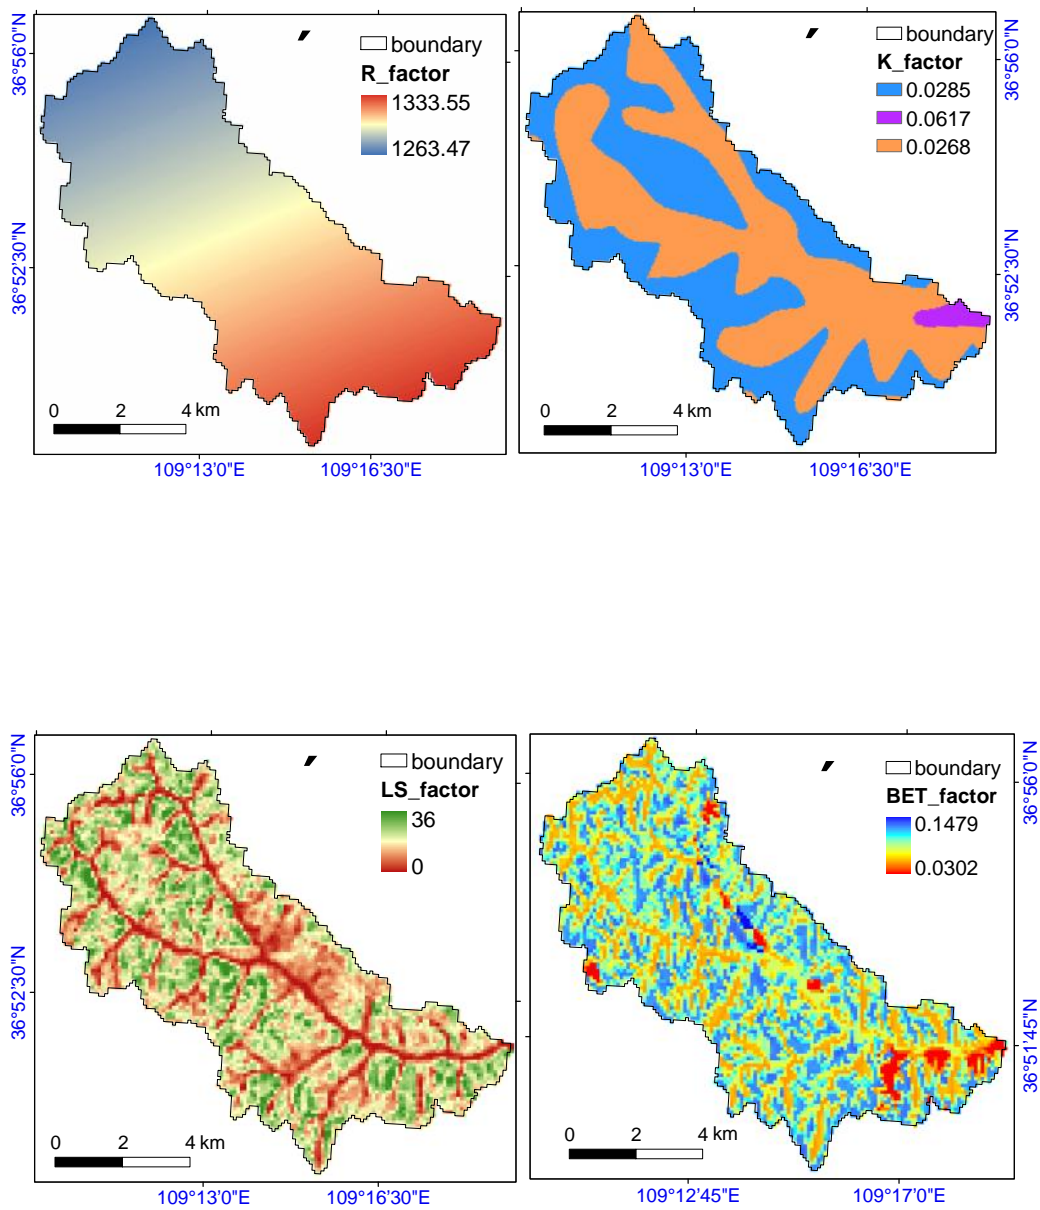 boundary
R_factor
1333.55
1263.47
36°56'0"N
36°52'30"N
0 2 4 km
109°13'0"E 109°16'30"E
boundary
K_factor
0.0285
0.0617
0.0268
36°56'0"N
36°52'30"N
0 2 4 km
109°13'0"E 109°16'30"E
boundary
LS_factor
36
0
36°56'0"N
36°52'30"N
0 2 4 km
109°13'0"E 109°16'30"E
boundary
BET_factor
0.1479
0.0302
36°56'0"N
36°51'45"N
0 2 4 km
109°12'45"E 109°17'0"E